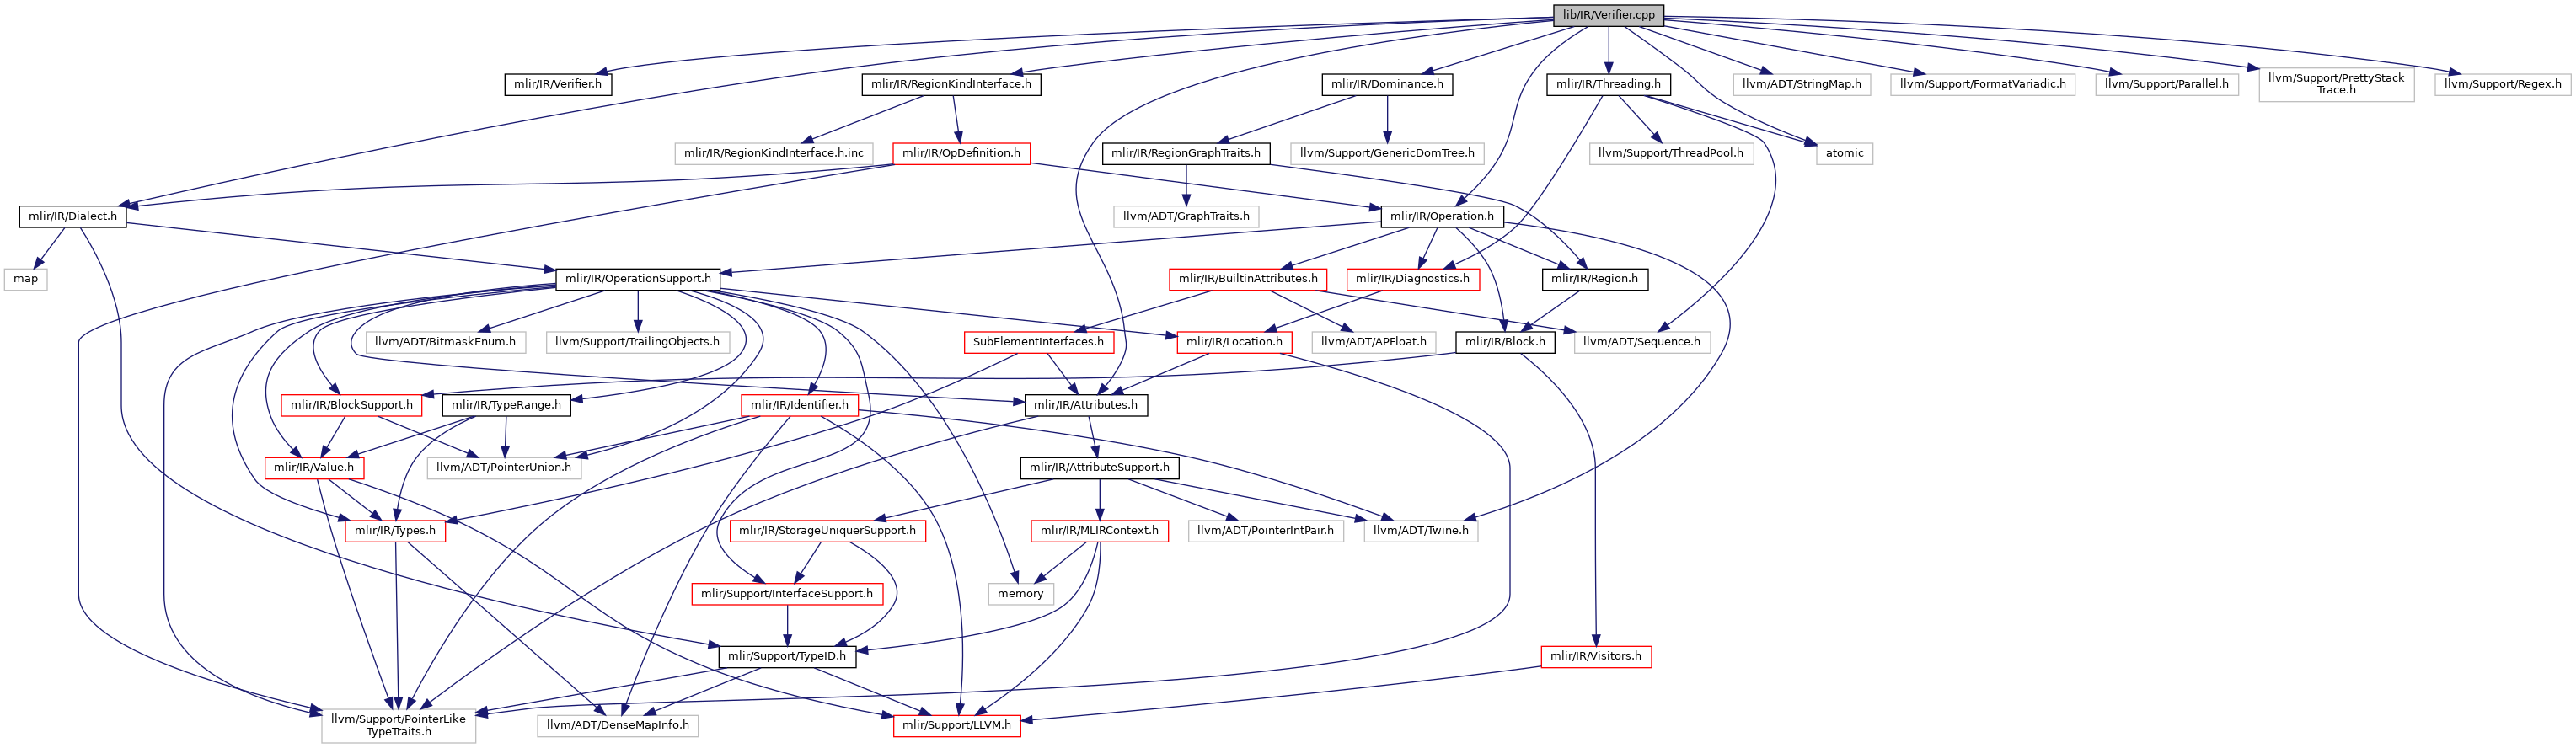 lib/IR/Verifier.cpp
mlir/IR/Verifier.h
mlir/IR/RegionKindInterface.h
mlir/IR/Dominance.h
mlir/IR/Threading.h
llvm/ADT/StringMap.h
llvm/Support/FormatVariadic.h
llvm/Support/Parallel.h
llvm/Support/PrettyStack
Trace.h
llvm/Support/Regex.h
mlir/IR/RegionKindInterface.h.inc
mlir/IR/OpDefinition.h
mlir/IR/RegionGraphTraits.h
llvm/Support/GenericDomTree.h
llvm/Support/ThreadPool.h
atomic
mlir/IR/Dialect.h
llvm/ADT/GraphTraits.h
mlir/IR/Operation.h
map
mlir/IR/OperationSupport.h
mlir/IR/BuiltinAttributes.h
mlir/IR/Diagnostics.h
mlir/IR/Region.h
llvm/ADT/BitmaskEnum.h
llvm/Support/TrailingObjects.h
SubElementInterfaces.h
mlir/IR/Location.h
llvm/ADT/APFloat.h
mlir/IR/Block.h
llvm/ADT/Sequence.h
mlir/IR/BlockSupport.h
mlir/IR/TypeRange.h
mlir/IR/Identifier.h
mlir/IR/Attributes.h
mlir/IR/Value.h
llvm/ADT/PointerUnion.h
mlir/IR/AttributeSupport.h
mlir/IR/Types.h
mlir/IR/StorageUniquerSupport.h
mlir/IR/MLIRContext.h
llvm/ADT/PointerIntPair.h
llvm/ADT/Twine.h
mlir/Support/InterfaceSupport.h
memory
mlir/Support/TypeID.h
mlir/IR/Visitors.h
llvm/Support/PointerLike
TypeTraits.h
llvm/ADT/DenseMapInfo.h
mlir/Support/LLVM.h